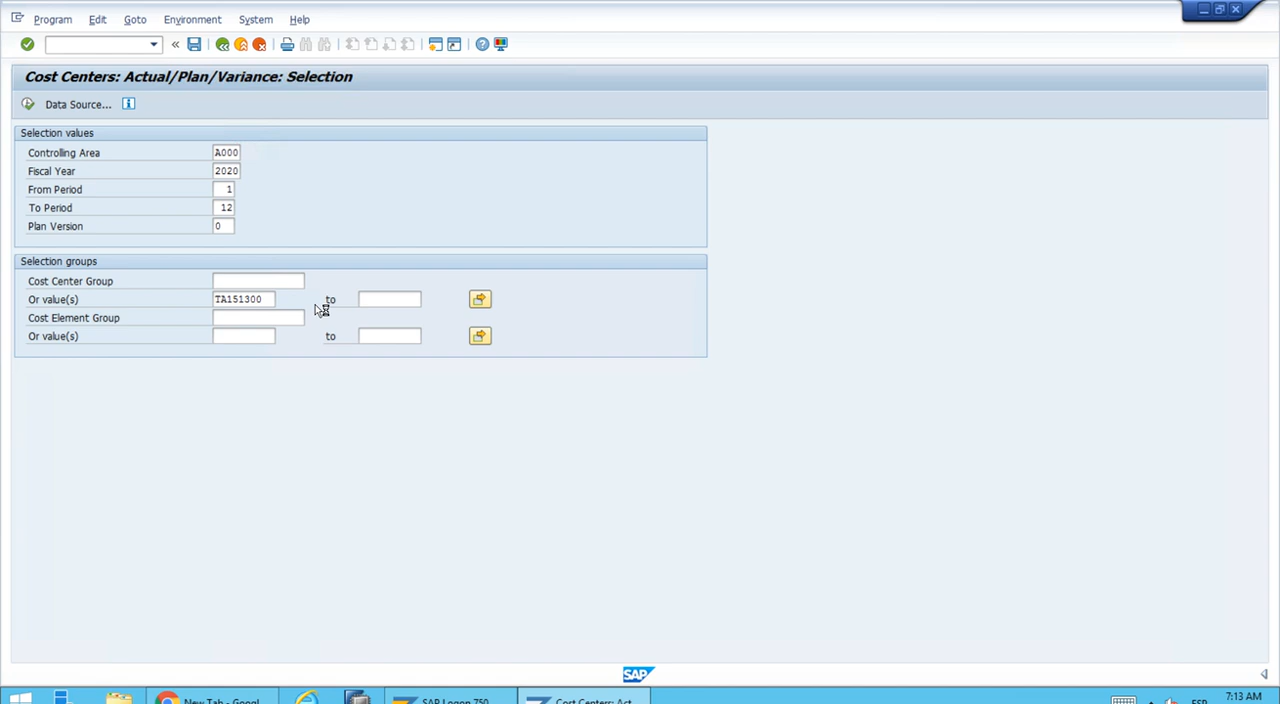 Program Edit Goto Environment System Help
Cost Centers: Actual/Plan/Variance: Selection
Data Source...
Selection values
Controlling Area A000
Fiscal Year 2020
From Period 1
To Period 12
Plan Version 0
Selection groups
Cost Center Group
Or value(s) TA151300 to
Cost Element Group
Or value(s) to
SAP
New Tab - Googl
SAP Logon 750
Cost Centers: Act...
ESP
7:13 AM